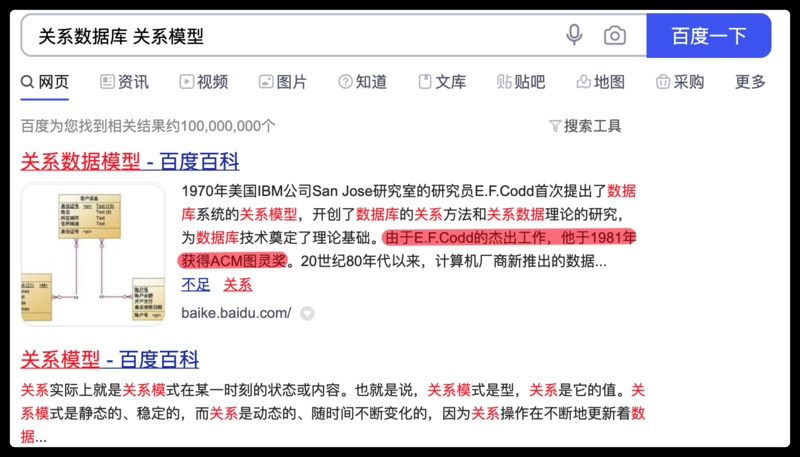 关系数据库 关系模型
百度一下
网页 资讯 视频 图片 知道 文库 贴吧 地图 采购 更多
百度为您找到相关结果约100,000,000个
搜索工具
关系数据模型 - 百度百科
1970年美国IBM公司San Jose研究室的研究员E.F.Codd首次提出了数据
库系统的关系模型，开创了数据库的关系方法和关系数据理论的研究，
为数据库技术奠定了理论基础。由于E.F.Codd的杰出工作，他于1981年
获得ACM图灵奖。20世纪80年代以来，计算机厂商新推出的数据...
不足 关系
baike.baidu.com/
关系模型 - 百度百科
关系实际上就是关系模式在某一时刻的状态或内容。也就是说，关系模式是型，关系是它的值。关
系模式是静态的、稳定的，而关系是动态的、随时间不断变化的，因为关系操作在不断地更新着数
据...